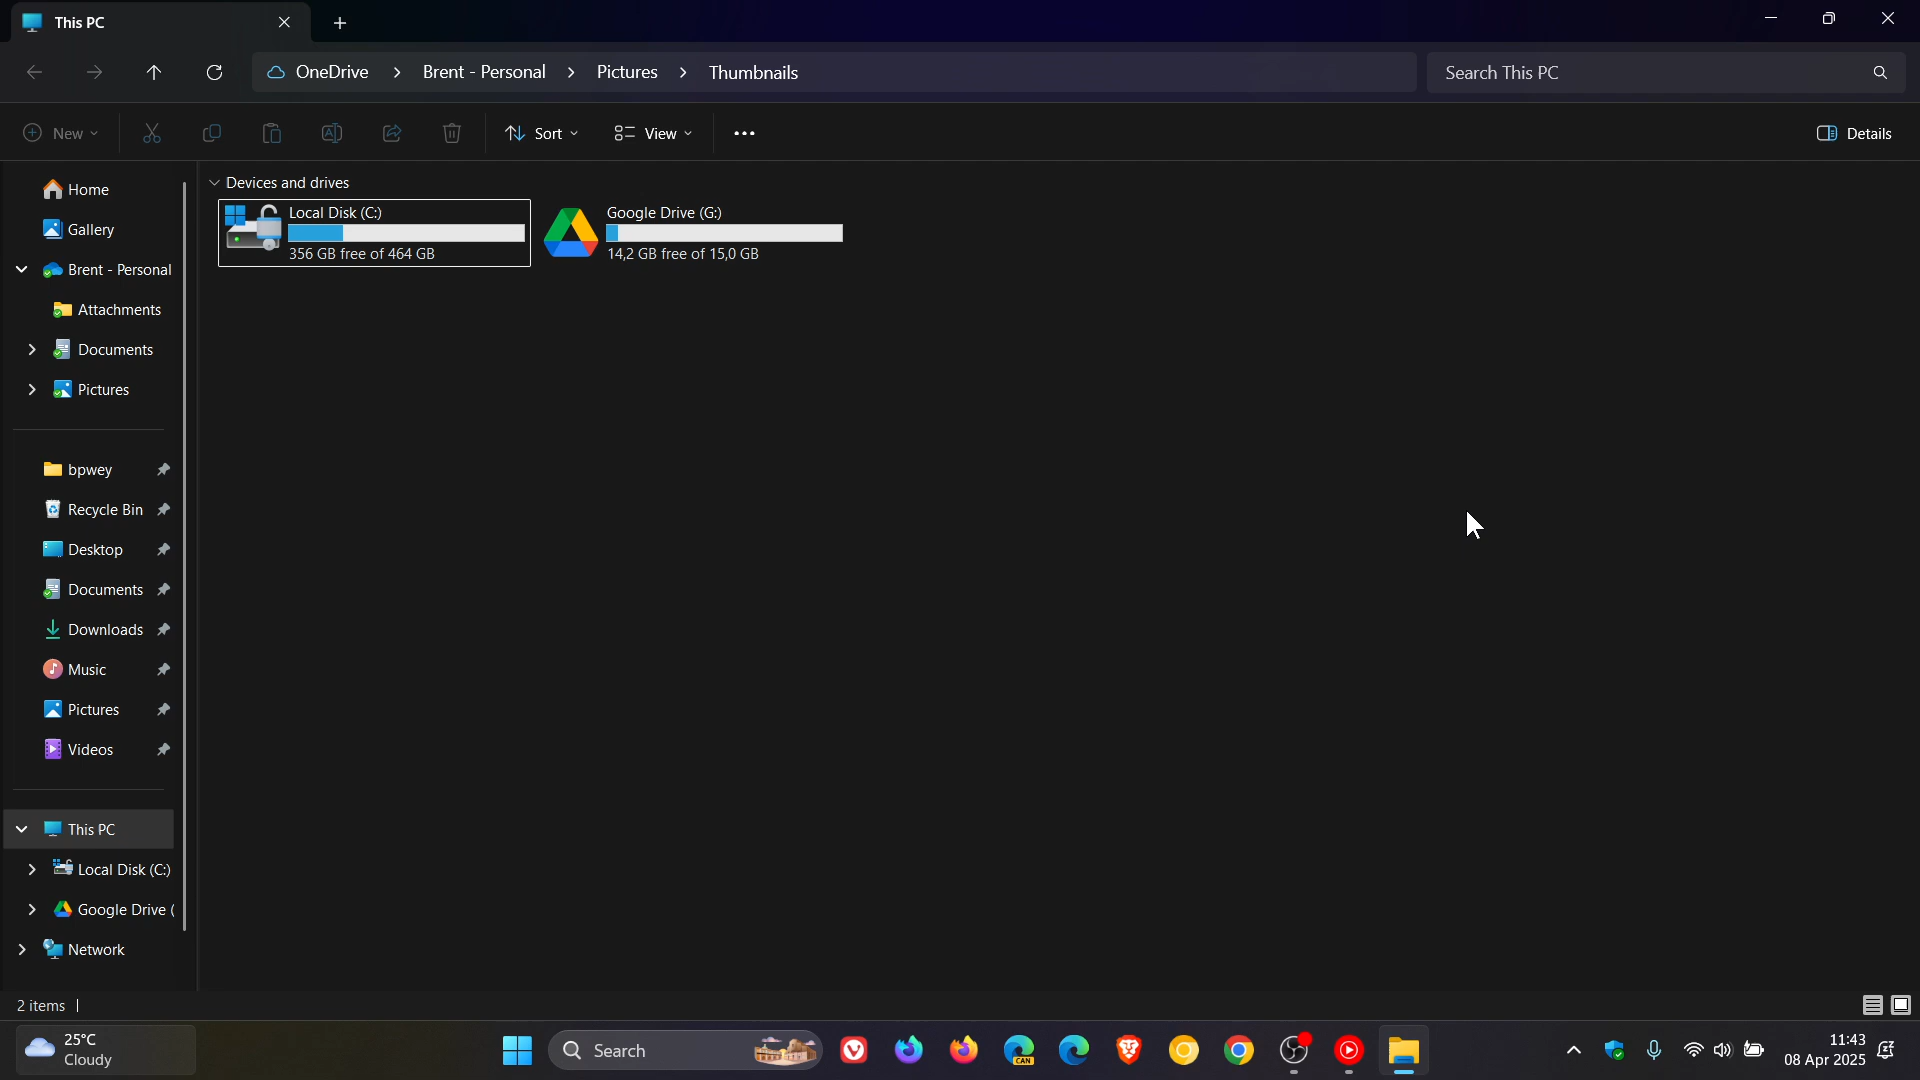 This PC
OneDrive > Brent - Personal > Pictures > Thumbnails
Search This PC
New
Sort
View
Details
Home
Gallery
Brent - Personal
Attachments
Documents
Pictures
bpwey
Recycle Bin
Desktop
Documents
Downloads
Music
Pictures
Videos
This PC
Local Disk (C:)
Google Drive (
Network
Devices and drives
Local Disk (C:)
356 GB free of 464 GB
Google Drive (G:)
14,2 GB free of 15,0 GB
2 items
25°C
Cloudy
Search
CAN
11:43
08 Apr 2025